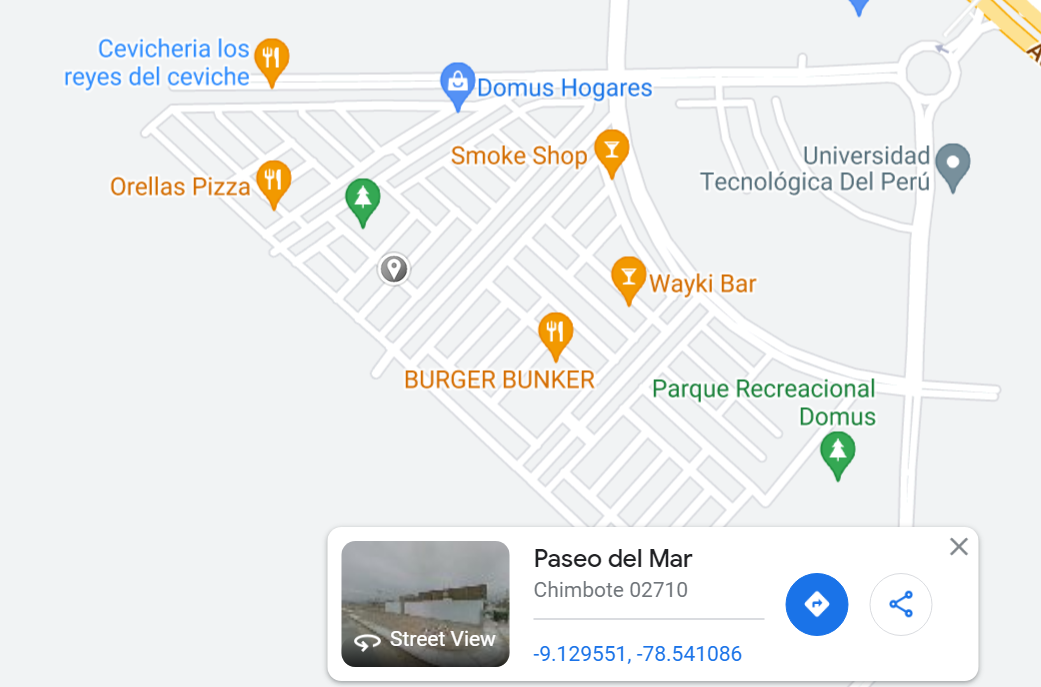 Cevicheria los
reyes del ceviche
Domus Hogares
Smoke Shop
Universidad
Tecnológica Del Perú
Orellas Pizza
Wayki Bar
BURGER BUNKER
Parque Recreacional
Domus
Paseo del Mar
Chimbote 02710
Street View
-9.129551, -78.541086